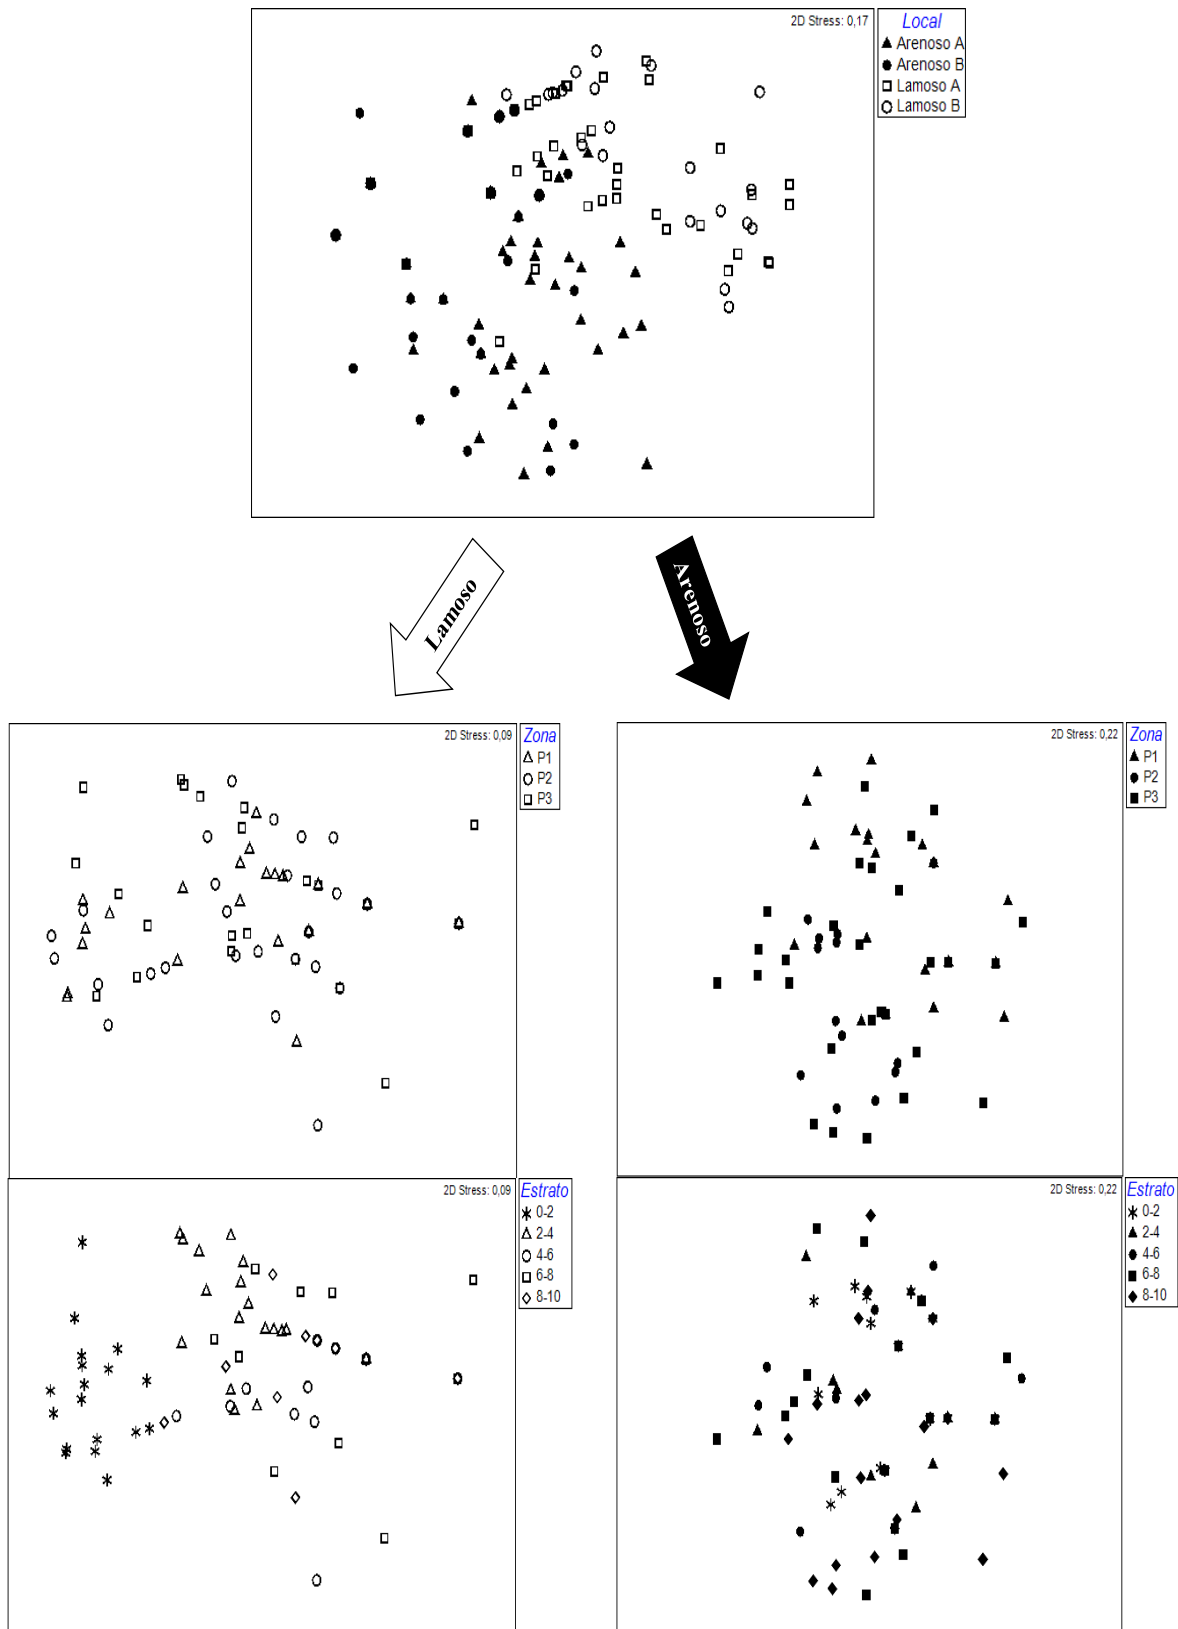 2D Stress: 0,17
Local
Arenoso A
Arenoso B
Lamoso A
Lamoso B
Lamoso
Arenoso
2D Stress: 0,09
Zona
P1
P2
P3
2D Stress: 0,22
Zona
P1
P2
P3
2D Stress: 0,09
Estrato
0-2
2-4
4-6
6-8
8-10
2D Stress: 0,22
Estrato
0-2
2-4
4-6
6-8
8-10